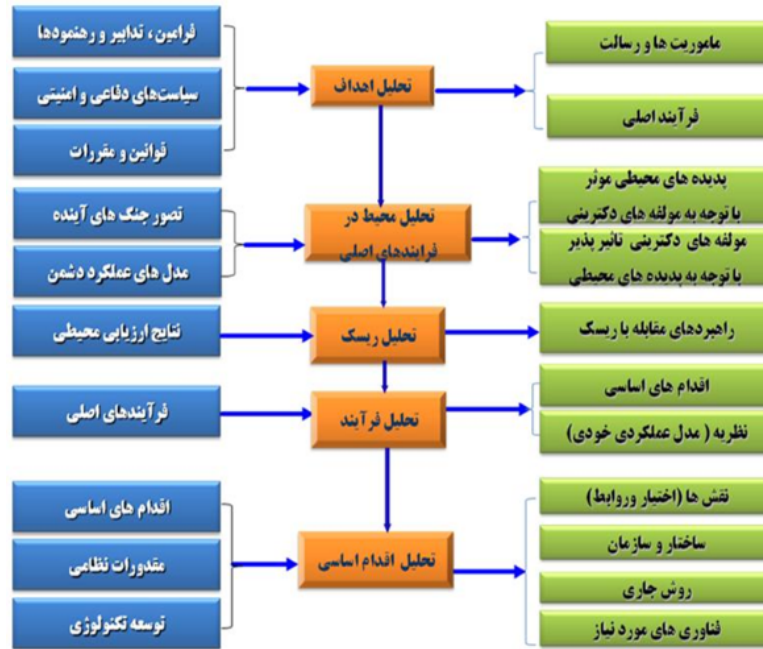 فرامین، تدابیر و رهنمودها
سیاست‌های دفاعی و امنیتی
قوانین و مقررات
تحلیل اهداف
ماموریت ها و رسالت
فرآیند اصلی
تصور جنگ های آینده
مدل های عملکرد دشمن
تحلیل محیط در
فرایندهای اصلی
پدیده های محیطی موثر
با توجه به مولفه های دکترینی
مولفه های دکترینی تاثیر پذیر
با توجه به پدیده های محیطی
نتایج ارزیابی محیطی
تحلیل ریسک
راهبردهای مقابله با ریسک
فرآیندهای اصلی
تحلیل فرآیند
اقدام های اساسی
نظریه ( مدل عملکردی خودی)
اقدام های اساسی
مقدورات نظامی
توسعه تکنولوژی
تحلیل اقدام اساسی
نقش ها (اختیار وروابط)
ساختار و سازمان
روش جاری
فناوری های مورد نیاز